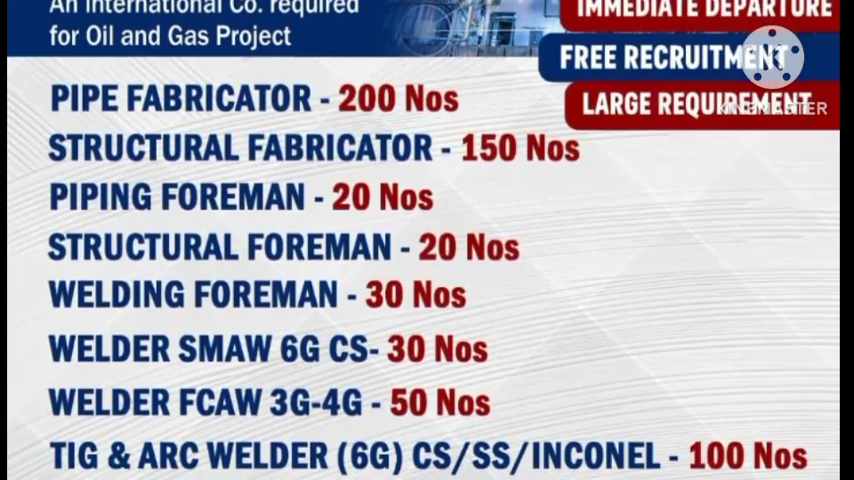 An International Co. required
for Oil and Gas Project
IMMEDIATE DEPARTURE
FREE RECRUITMENT
LARGE REQUIREMENT
KINEMASTER
PIPE FABRICATOR - 200 Nos
STRUCTURAL FABRICATOR - 150 Nos
PIPING FOREMAN - 20 Nos
STRUCTURAL FOREMAN - 20 Nos
WELDING FOREMAN - 30 Nos
WELDER SMAW 6G CS- 30 Nos
WELDER FCAW 3G-4G - 50 Nos
TIG & ARC WELDER (6G) CS/SS/INCONEL - 100 Nos